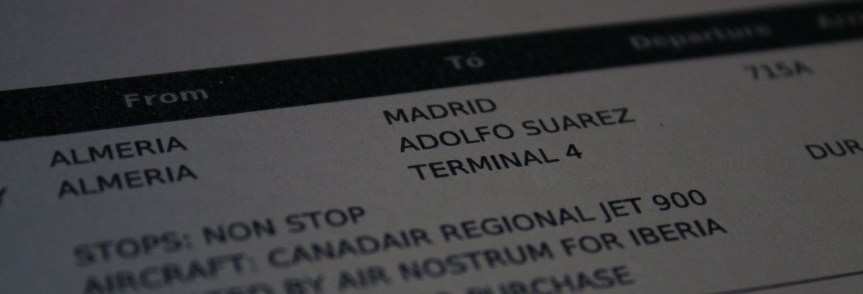 From To Departure
ALMERIA MADRID 715A
ALMERIA ADOLFO SUAREZ
TERMINAL 4
STOPS: NON STOP
AIRCRAFT: CANADAIR REGIONAL JET 900
BY AIR NOSTRUM FOR IBERIA
PURCHASE